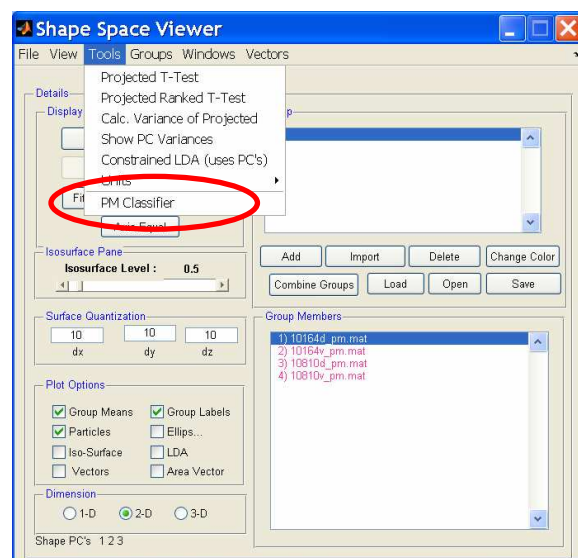 Shape Space Viewer
File View Tools Groups Windows Vectors
Projected T-Test
Projected Ranked T-Test
Calc. Variance of Projected
Show PC Variances
Constrained LDA (uses PC's)
Units
PM Classifier
Details
Display
Axis Equal
Isosurface Pane
Isosurface Level : 0.5
Add Import Delete Change Color
Combine Groups Load Open Save
Surface Quantization
10 10 10
dx dy dz
Group Members
1) 10164d_pm.mat
2) 10164v_pm.mat
3) 10810d_pm.mat
4) 10810v_pm.mat
Plot Options
Group Means Group Labels
Particles Ellips...
Iso-Surface LDA
Vectors Area Vector
Dimension
1-D 2-D 3-D
Shape PC's 1 2 3